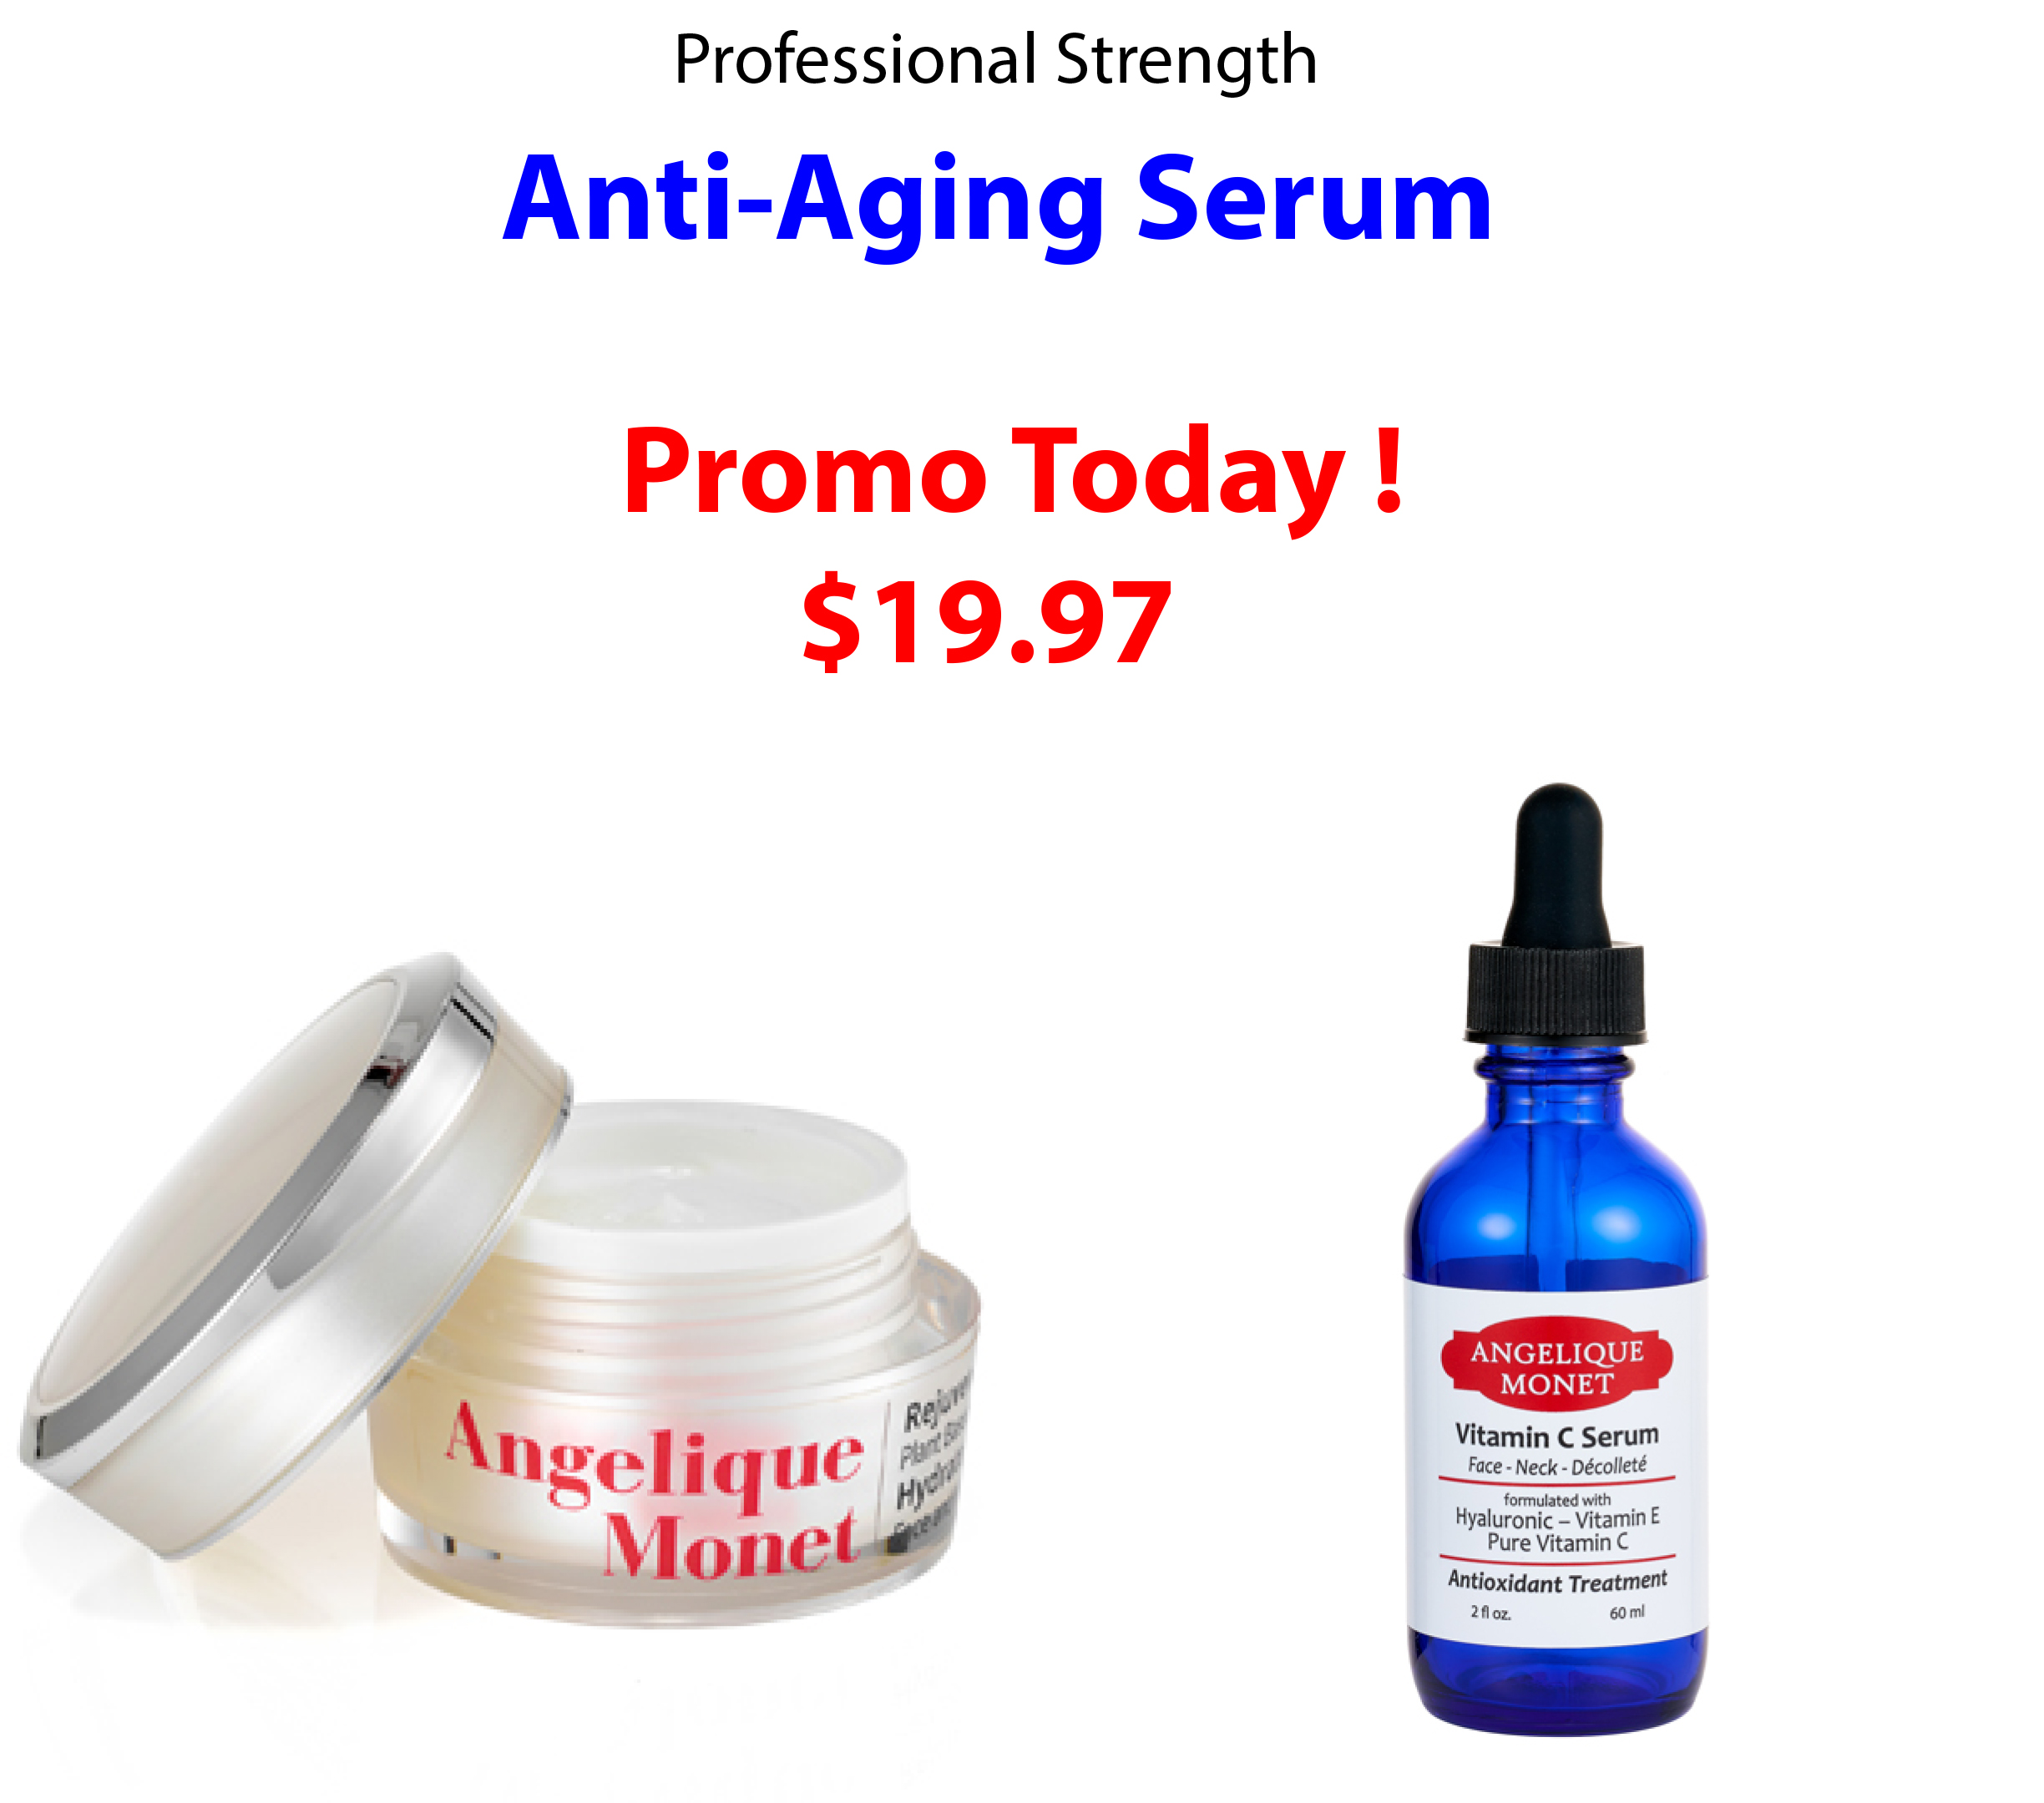 Professional Strength
Anti-Aging Serum
Promo Today !
$19.97
Angelique
Monet
Plant
ANGELIQUE
MONET
Vitamin C Serum
Face - Neck - Décolleté
formulated with
Hyaluronic – Vitamin E
Pure Vitamin C
Antioxidant Treatment
2 fl oz. 60 ml